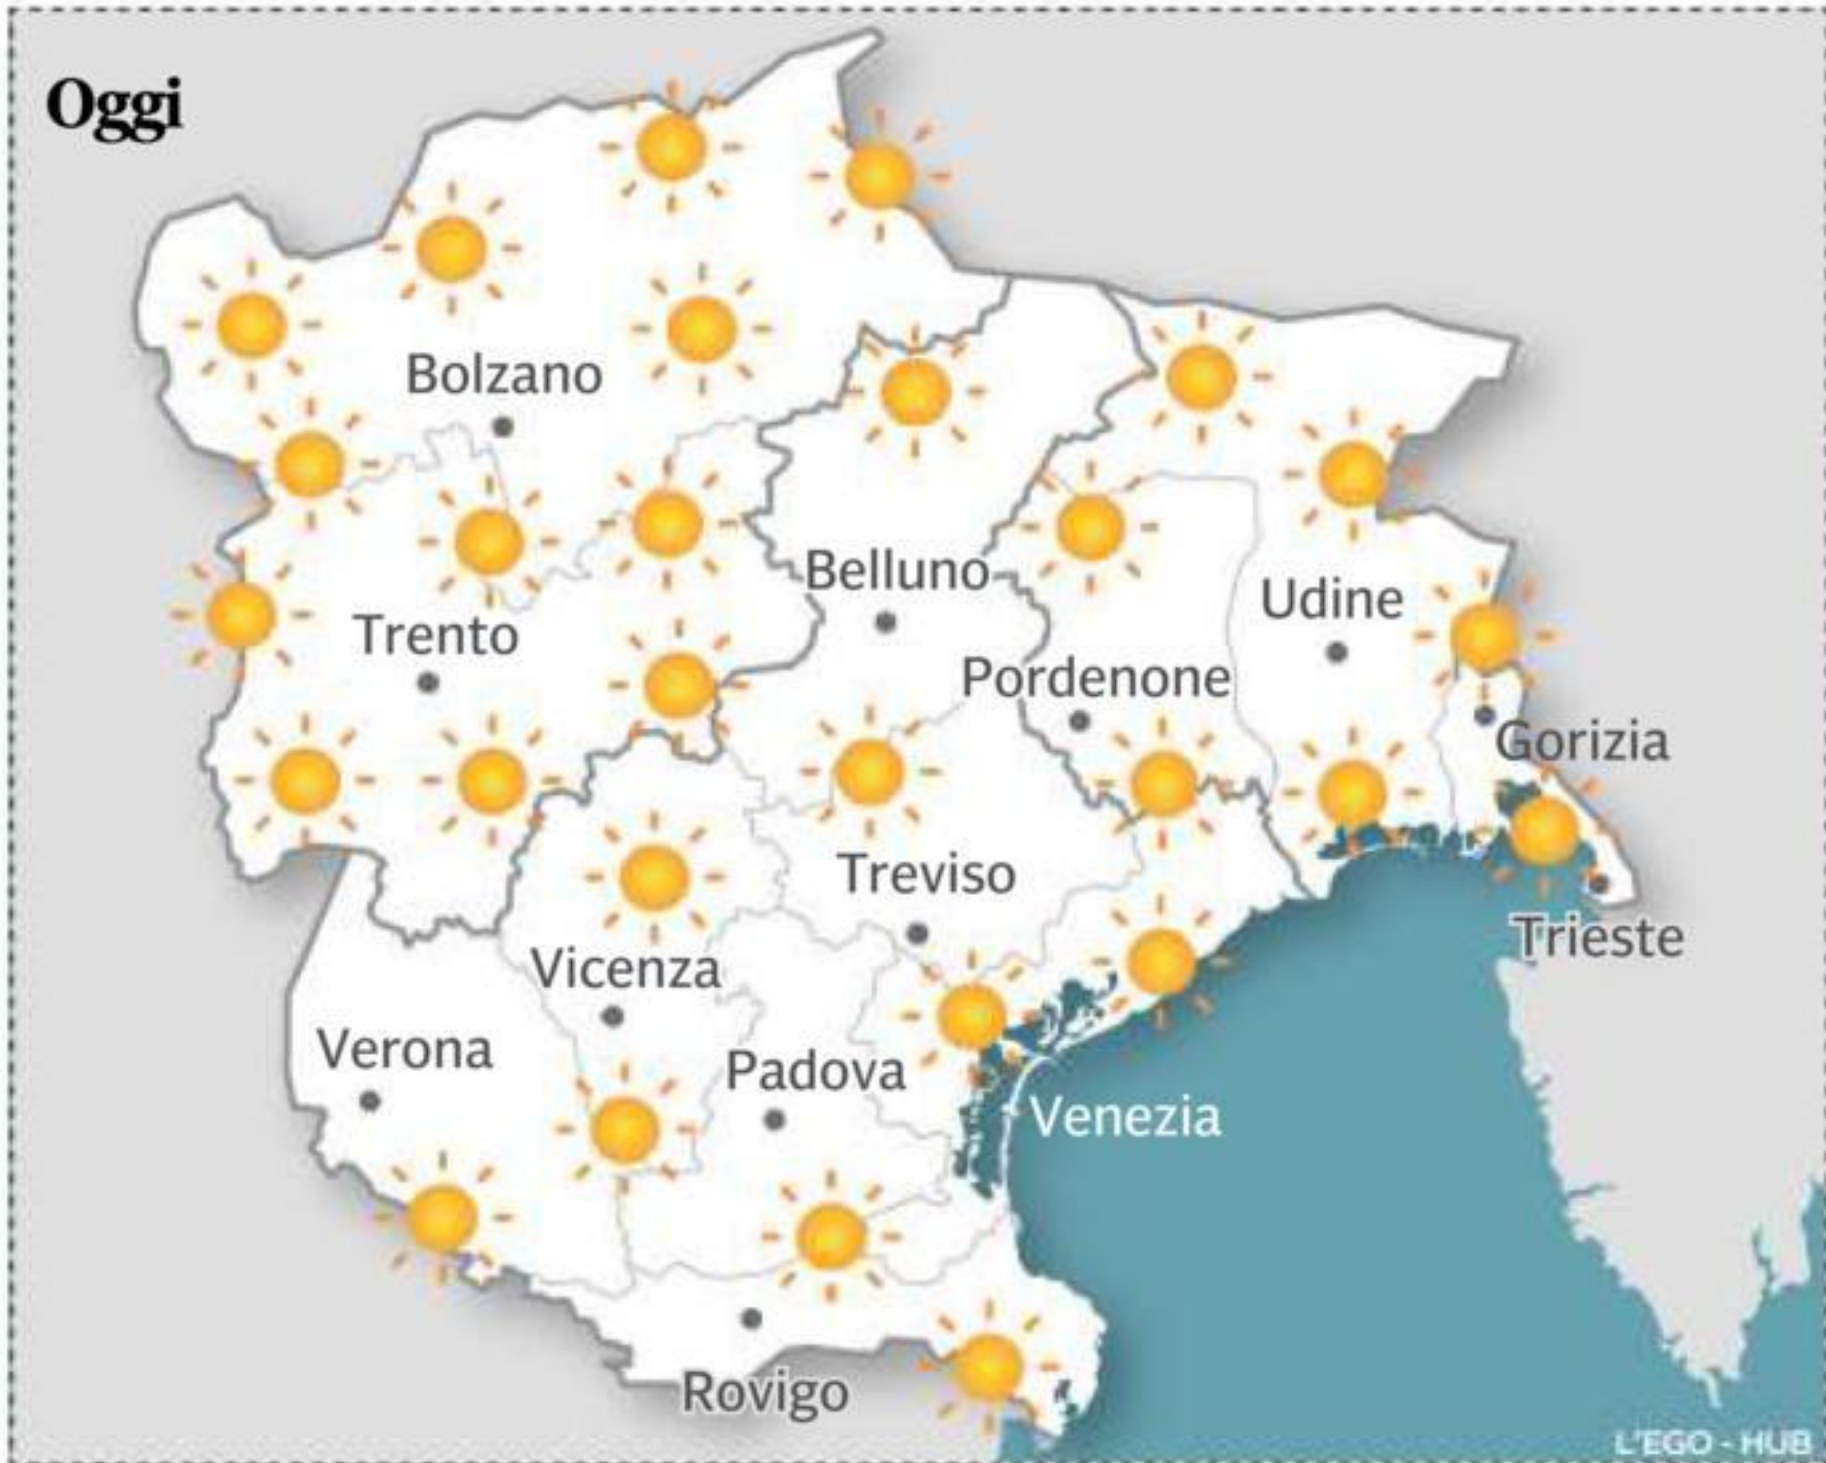 Oggi
Bolzano
Belluno
Udine
Trento
Pordenone
Gorizia
Treviso
Trieste
Vicenza
Verona
Padova
Venezia
Rovigo
L'EGO - HUB